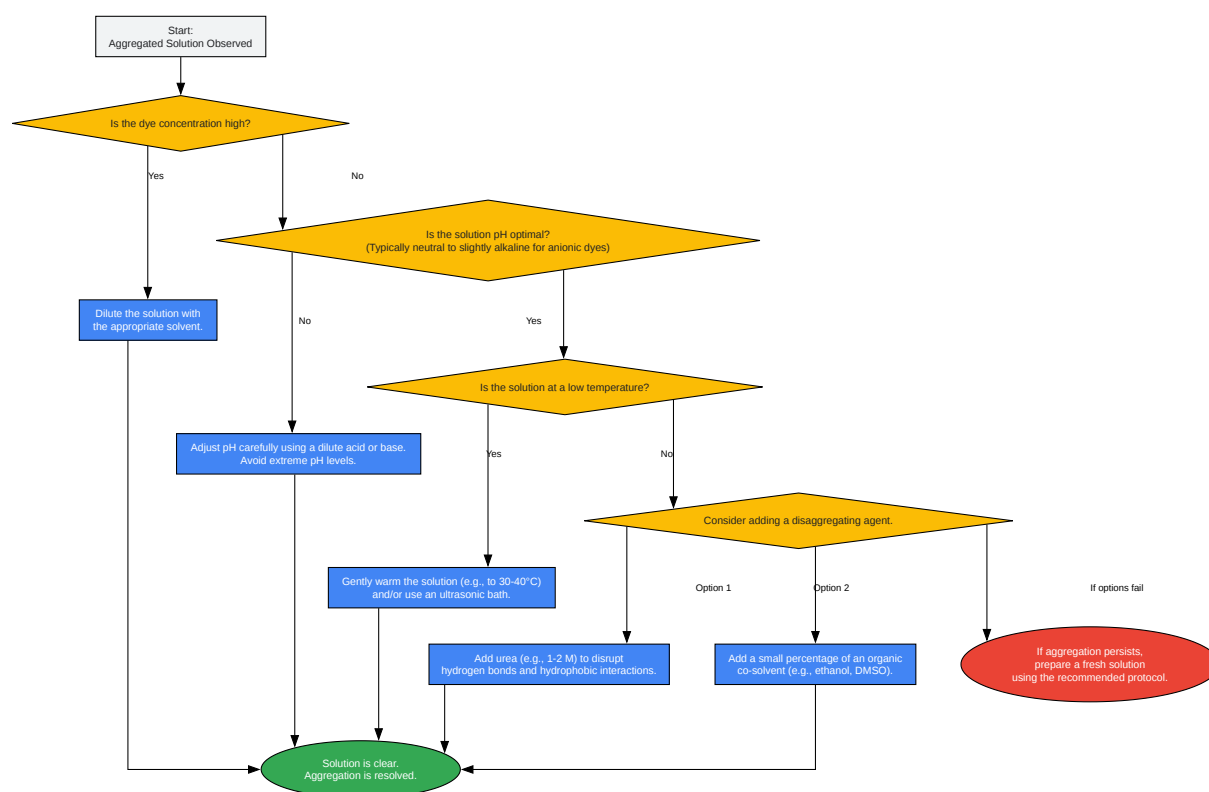 Start:
Aggregated Solution Observed
Is the dye concentration high?
Yes
No
Is the solution pH optimal?
(Typically neutral to slightly alkaline for anionic dyes)
Dilute the solution with
the appropriate solvent.
No
Yes
Is the solution at a low temperature?
Adjust pH carefully using a dilute acid or base.
Avoid extreme pH levels.
Yes
No
Consider adding a disaggregating agent.
Gently warm the solution (e.g., to 30-40°C)
and/or use an ultrasonic bath.
Option 1
Option 2
If options fail
Add urea (e.g., 1-2 M) to disrupt
hydrogen bonds and hydrophobic interactions.
Add a small percentage of an organic
co-solvent (e.g., ethanol, DMSO).
If aggregation persists,
prepare a fresh solution
using the recommended protocol.
Solution is clear.
Aggregation is resolved.